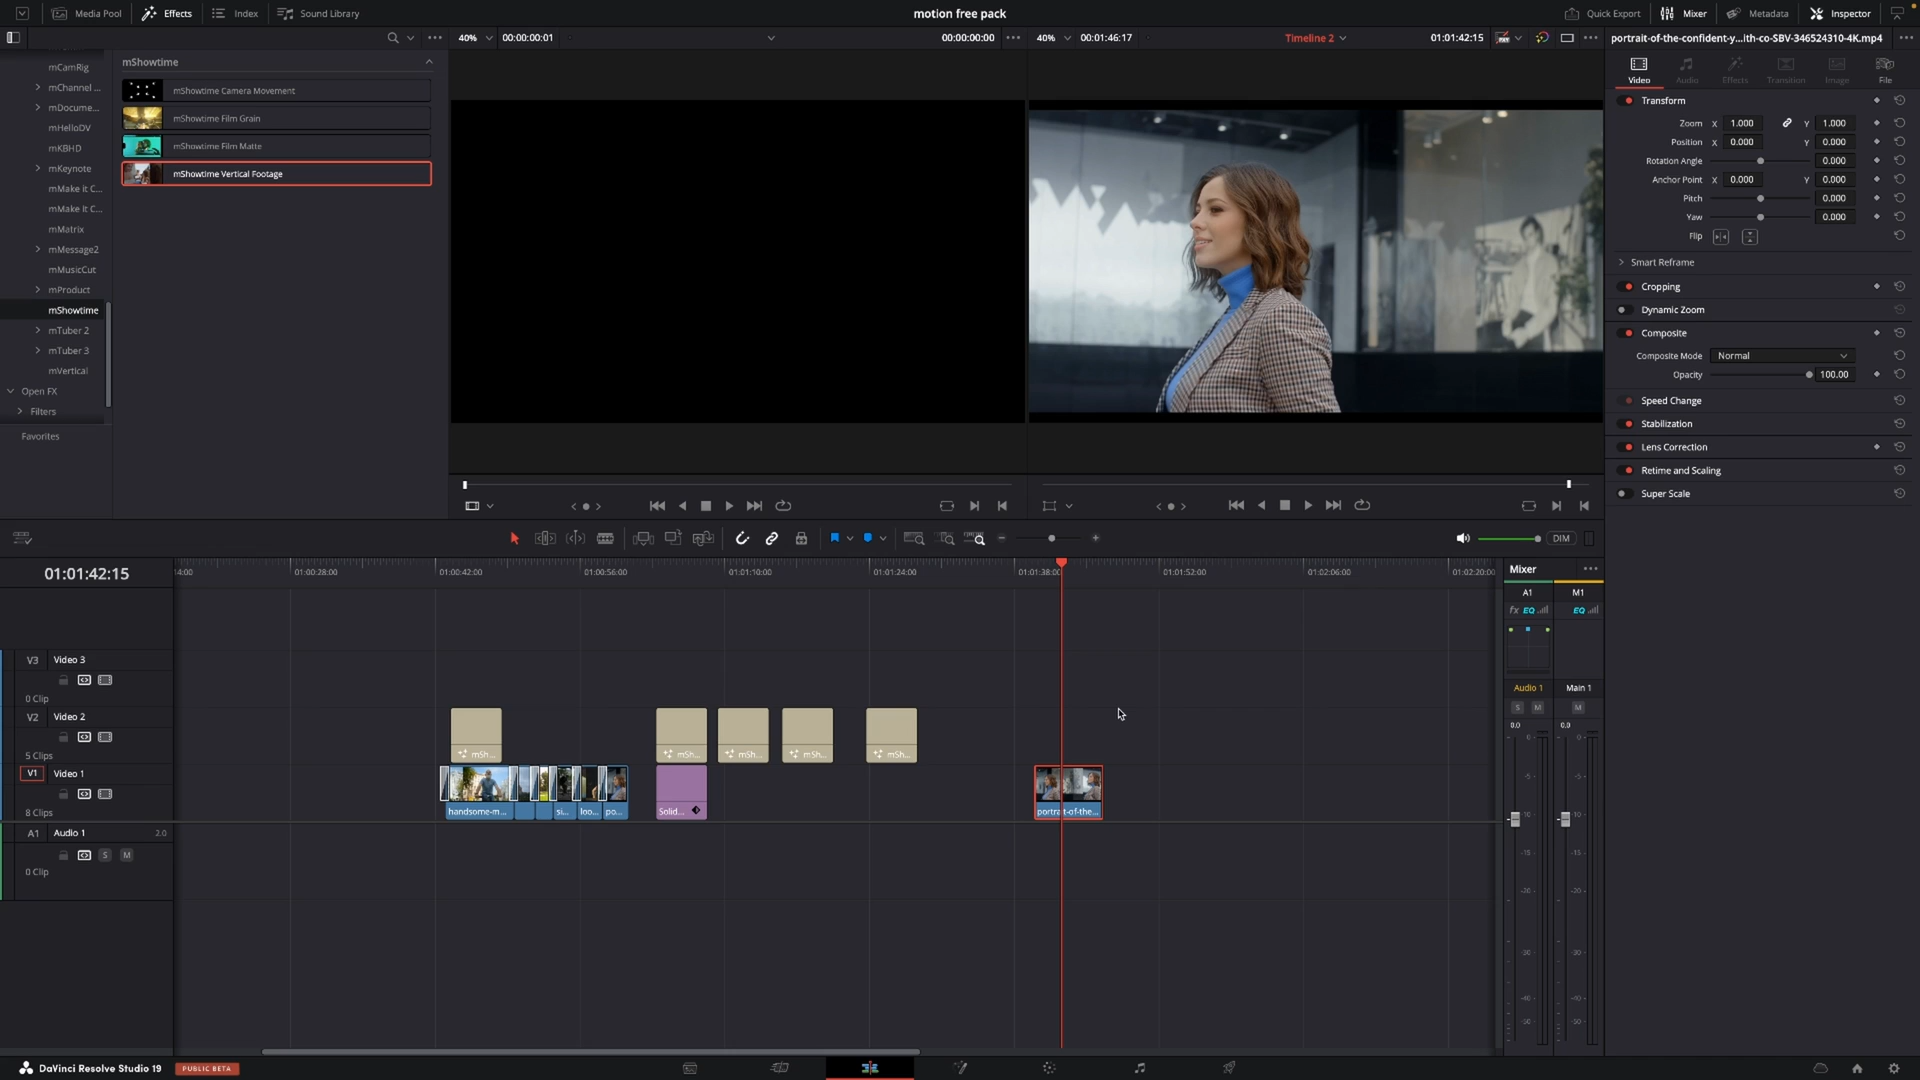 Media Pool
Effects
Index
Sound Library
motion free pack
Quick Export
Mixer
Metadata
Inspector
40%
00:00:00:01
00:00:00:00
40%
00:01:46:17
Timeline 2
01:01:42:15
portrait-of-the-confident-y...ith-co-SBV-346524310-4K.mp4
mCamRig
mChannel ...
mDocume...
mHelloDV
mKBHD
mKeynote
mMake It C...
mMake It C...
mMatrix
mMessage2
mMusicCut
mProduct
mShowtime
mTuber 2
mTuber 3
mVertical
Open FX
Filters
Favorites
mShowtime
mShowtime Camera Movement
mShowtime Film Grain
mShowtime Film Matte
mShowtime Vertical Footage
Video
Audio
Effects
Transition
Image
File
Transform
Zoom X 1.000 Y 1.000
Position X 0.000 Y 0.000
Rotation Angle 0.000
Anchor Point X 0.000 Y 0.000
Pitch 0.000
Yaw 0.000
Flip
Smart Reframe
Cropping
Dynamic Zoom
Composite
Composite Mode Normal
Opacity 100.00
Speed Change
Stabilization
Lens Correction
Retime and Scaling
Super Scale
DIM
01:01:42:15
14:00
01:00:28:00
01:00:42:00
01:00:56:00
01:01:10:00
01:01:24:00
01:01:38:00
01:01:52:00
01:02:06:00
01:02:20:00
V3 Video 3
0 Clip
V2 Video 2
5 Clips
V1 Video 1
8 Clips
A1 Audio 1 2.0
S M
0 Clip
mSh...
mSh...
mSh...
mSh...
mSh...
handsome-m...
si...
loo...
po...
Solid...
portrait-of-the...
Mixer
A1
M1
fx EQ
EQ
Audio 1
Main 1
S M
M
0.0
0.0
-5
-10
-15
-20
-30
-40
-50
DaVinci Resolve Studio 19
PUBLIC BETA